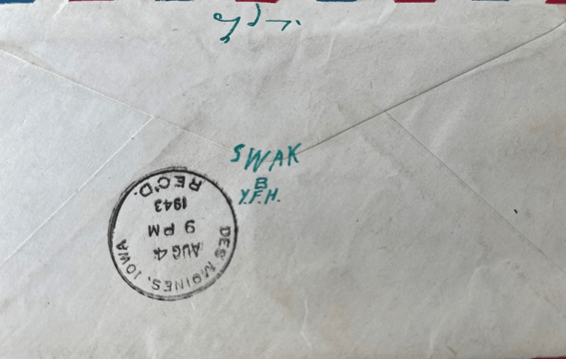 SWAK
B
Y.F.H.
DES MOINES, IOWA
AUG 4
9 PM
1943
REC'D.